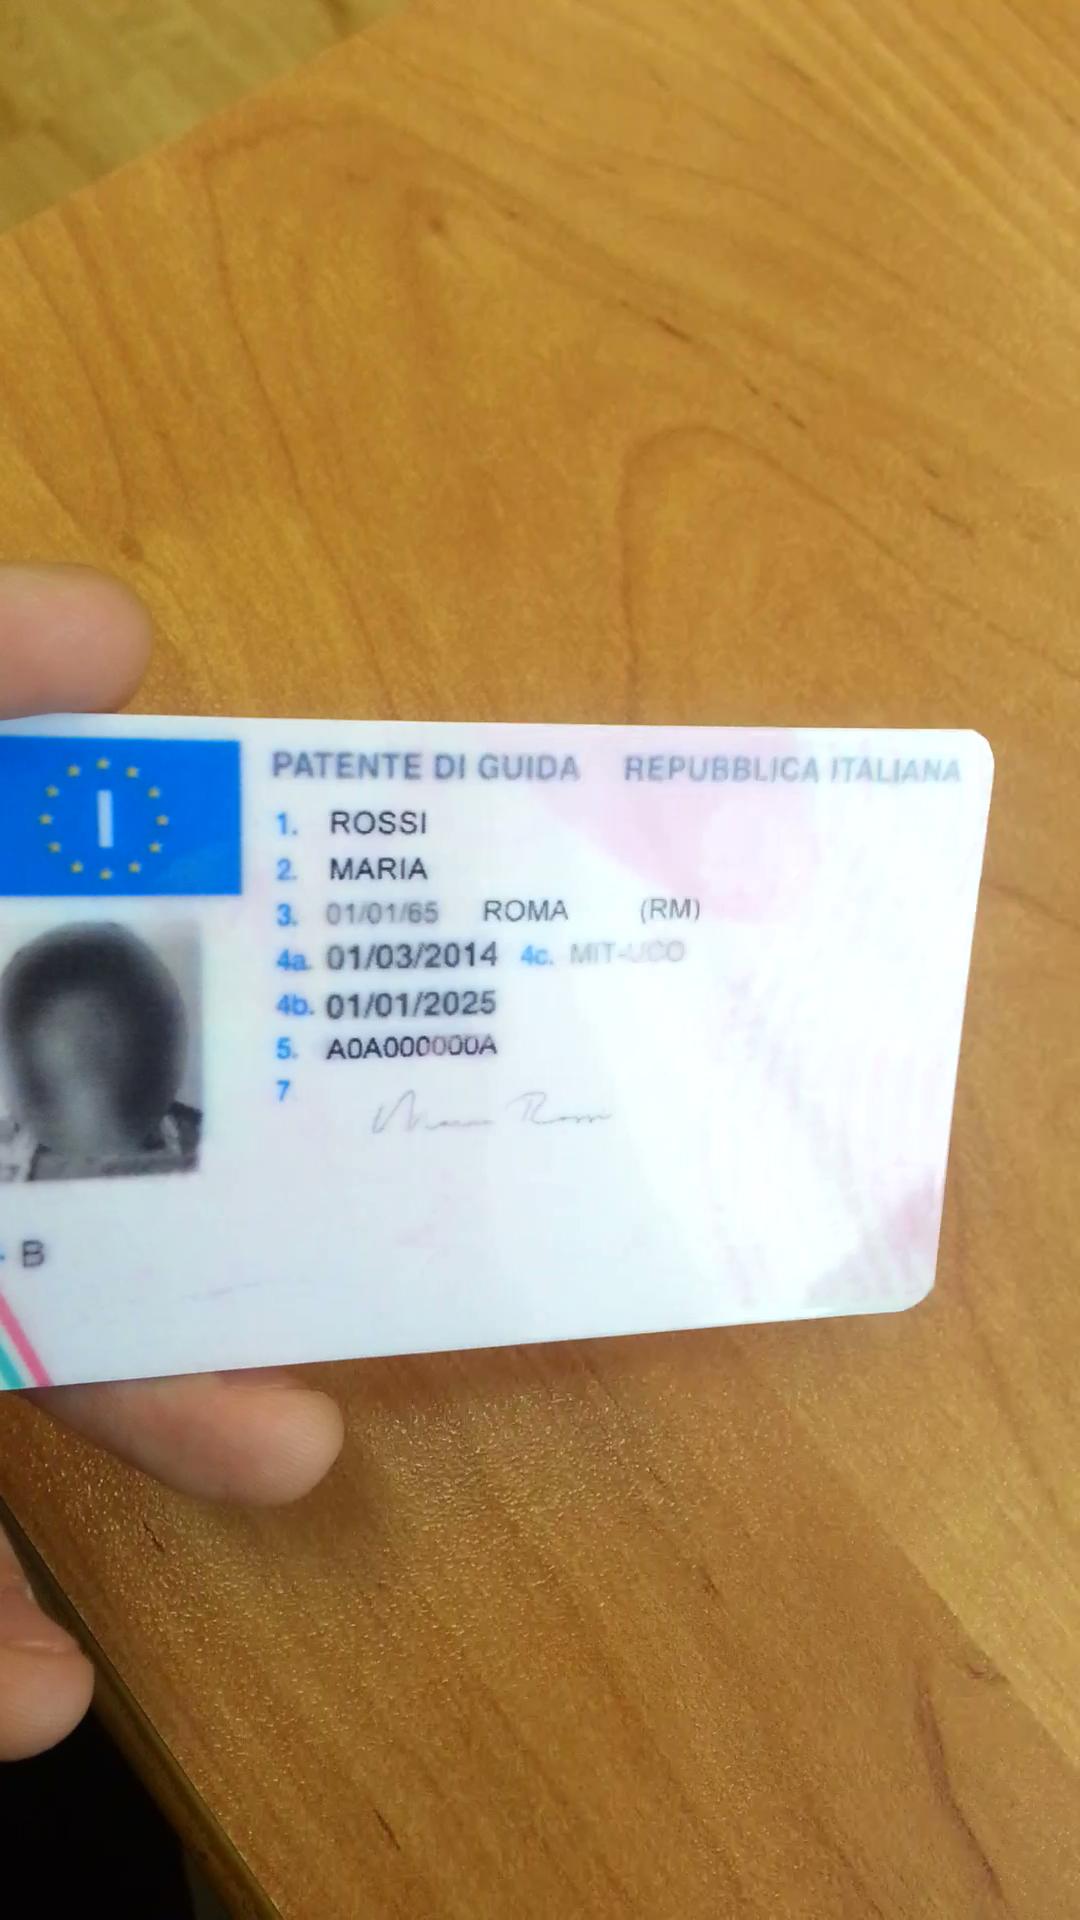 PATENTE DI GUIDA REPUBBLICA ITALIANA
I
1. ROSSI
2. MARIA
3. 01/01/65 ROMA (RM)
4a. 01/03/2014 4c. MIT-UCO
4b. 01/01/2025
5. A0A000000A
7
Maria Rossi
B